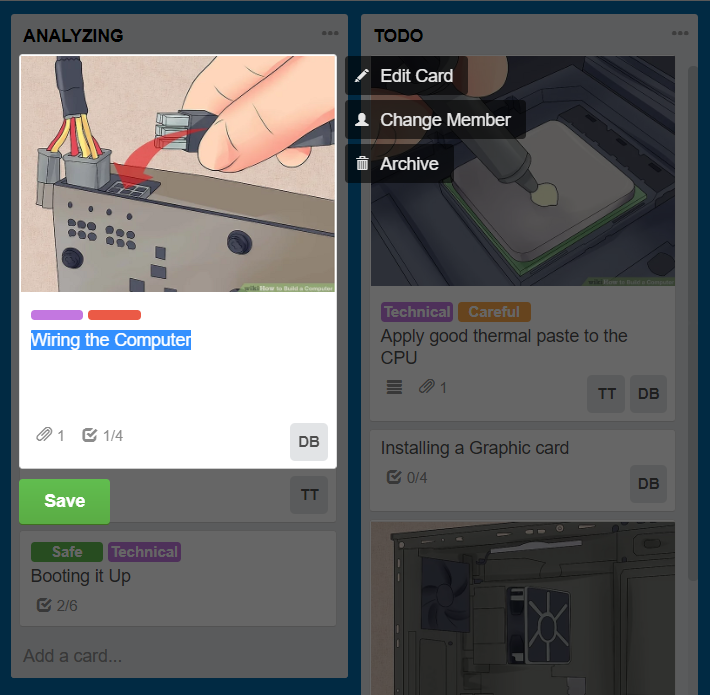 ANALYZING
Wiring the Computer
1
1/4
DB
Save
TT
Safe
Technical
Booting it Up
2/6
Add a card...
Edit Card
Change Member
Archive
TODO
wikiHow to Build a Computer
Technical
Careful
Apply good thermal paste to the
CPU
1
TT
DB
Installing a Graphic card
0/4
DB
wikiHow to Build a Computer